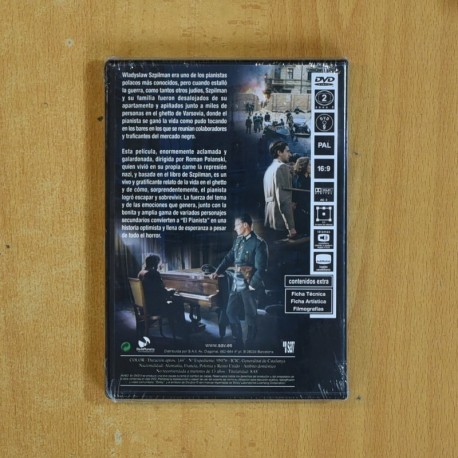 Wladyslaw Szpilman era uno de los pianistas
polacos más conocidos, pero cuando estalló
la guerra, como tantos otros judíos, Szpilman
y su familia fueron desalojados de su
apartamento y apiñados junto a miles de
personas en el ghetto de Varsovia, donde el
pianista se ganó la vida como pudo tocando
en los bares en los que se reunían colaboradores y
traficantes del mercado negro.
Esta película, enormemente aclamada y
galardonada, dirigida por Roman Polanski,
quien vivió en su propia carne la represión
nazi, y basada en el libro de Szpilman, es un
vivo y gratificante relato de la vida en el ghetto y
de cómo, sorprendentemente, el pianista
logró escapar y sobrevivir. La fuerza del tema y
de las emociones que genera, junto con la
bonita y amplia gama de variados personajes
secundarios convierten a "El Pianista" en una
historia optimista y llena de esperanza a pesar
de todo el horror.
DVD
2
5
PAL
16:9
contenidos extra
Ficha Técnica
Ficha Artística
Filmografías
www.sav.es